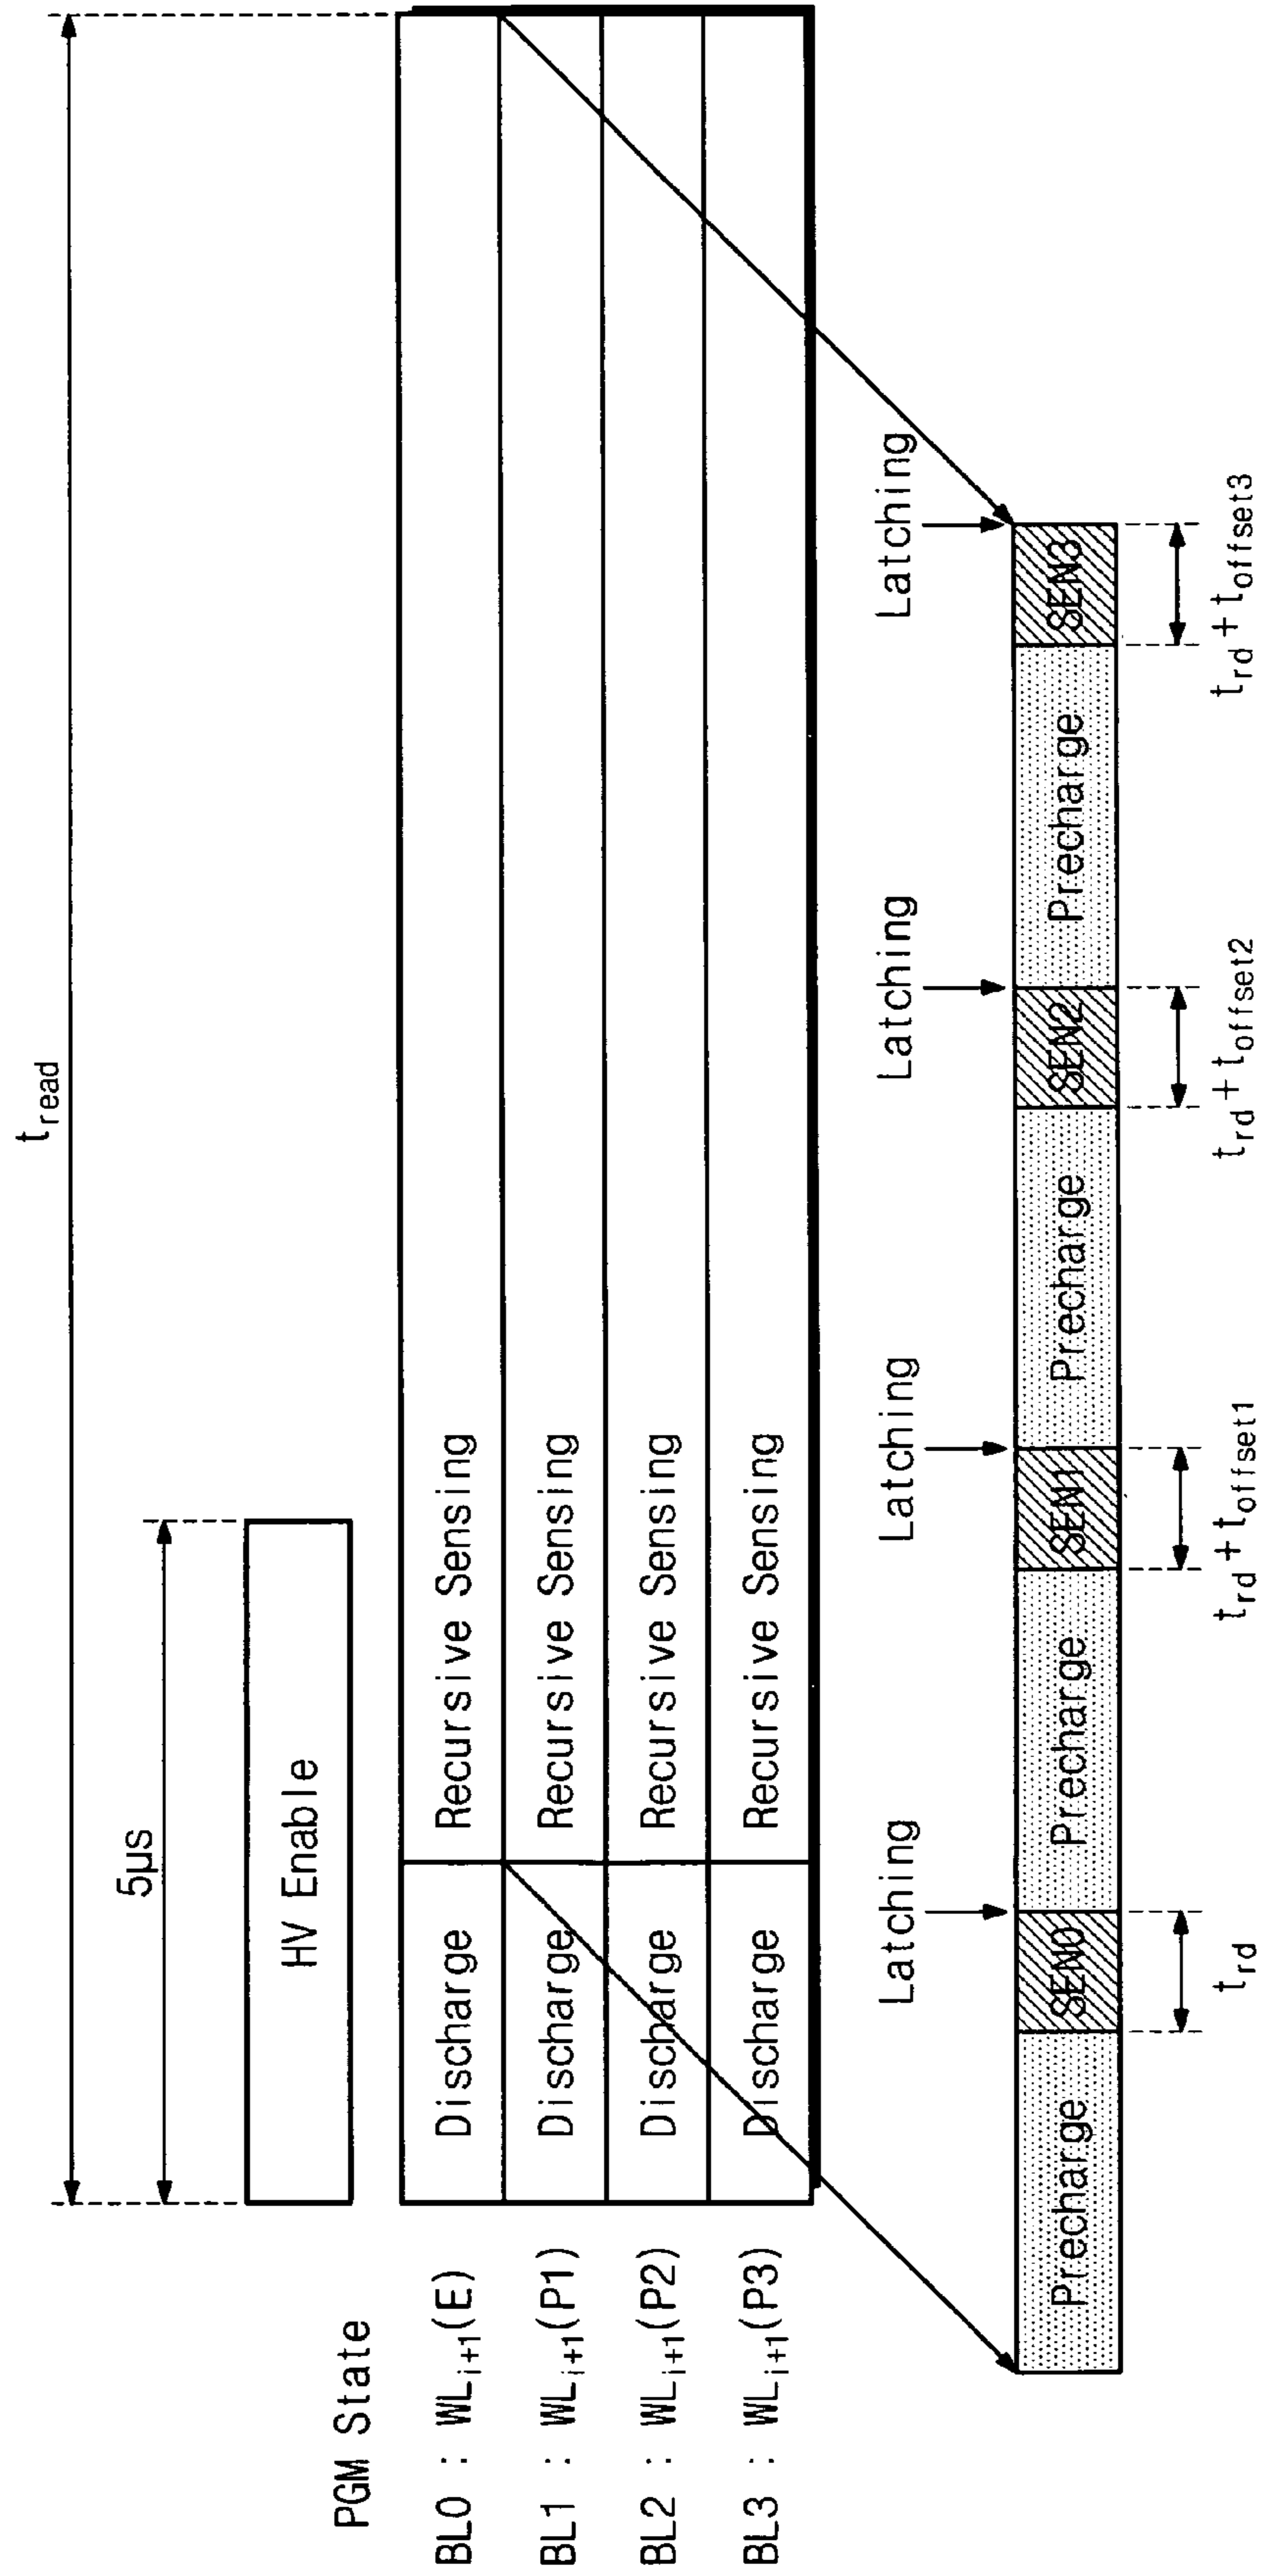 t_read
5μs
HV Enable
PGM State
BL0 : WL_i+1(E) Discharge Recursive Sensing
BL1 : WL_i+1(P1) Discharge Recursive Sensing
BL2 : WL_i+1(P2) Discharge Recursive Sensing
BL3 : WL_i+1(P3) Discharge Recursive Sensing
Latching Latching Latching Latching
Precharge SEN0 Precharge SEN1 Precharge SEN2 Precharge SEN3
t_rd t_rd + t_offset1 t_rd + t_offset2 t_rd + t_offset3